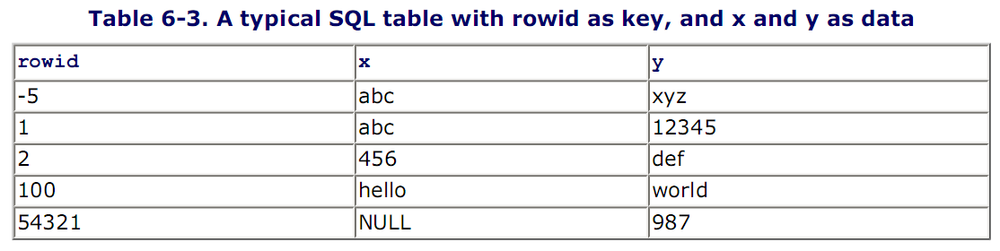 Table 6-3. A typical SQL table with rowid as key, and x and y as data
rowid x y
-5 abc xyz
1 abc 12345
2 456 def
100 hello world
54321 NULL 987